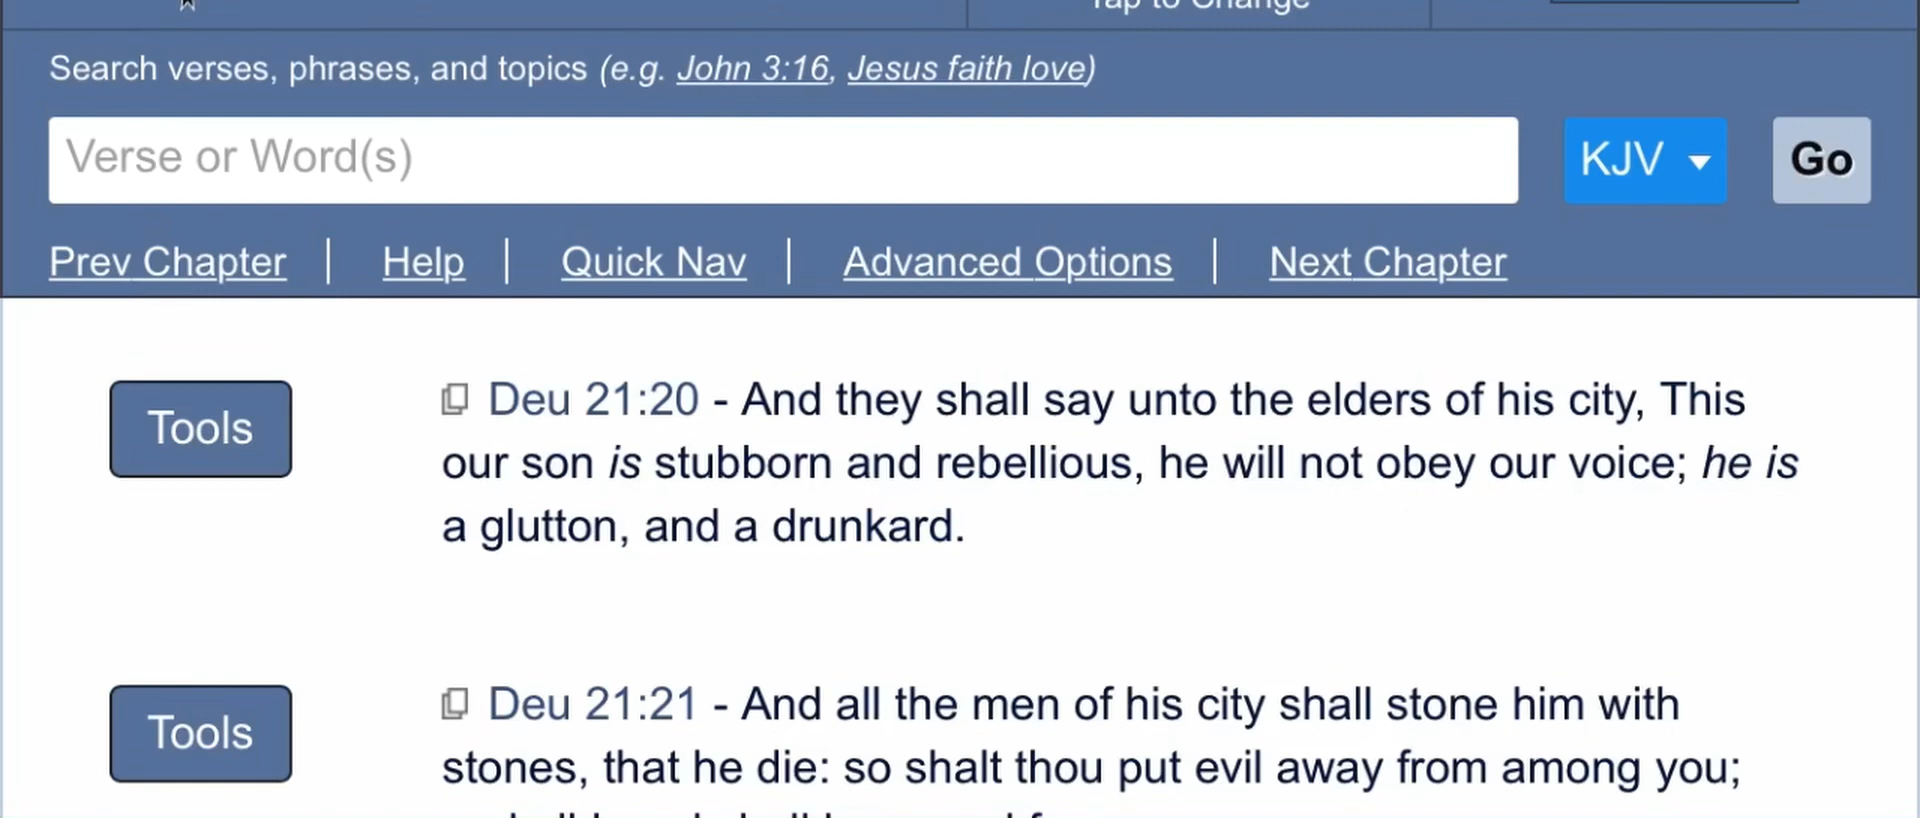 Tap to Change
Search verses, phrases, and topics (e.g. John 3:16, Jesus faith love)
Verse or Word(s)
KJV
Go
Prev Chapter | Help | Quick Nav | Advanced Options | Next Chapter
Tools
Deu 21:20 - And they shall say unto the elders of his city, This
our son is stubborn and rebellious, he will not obey our voice; he is
a glutton, and a drunkard.
Tools
Deu 21:21 - And all the men of his city shall stone him with
stones, that he die: so shalt thou put evil away from among you;